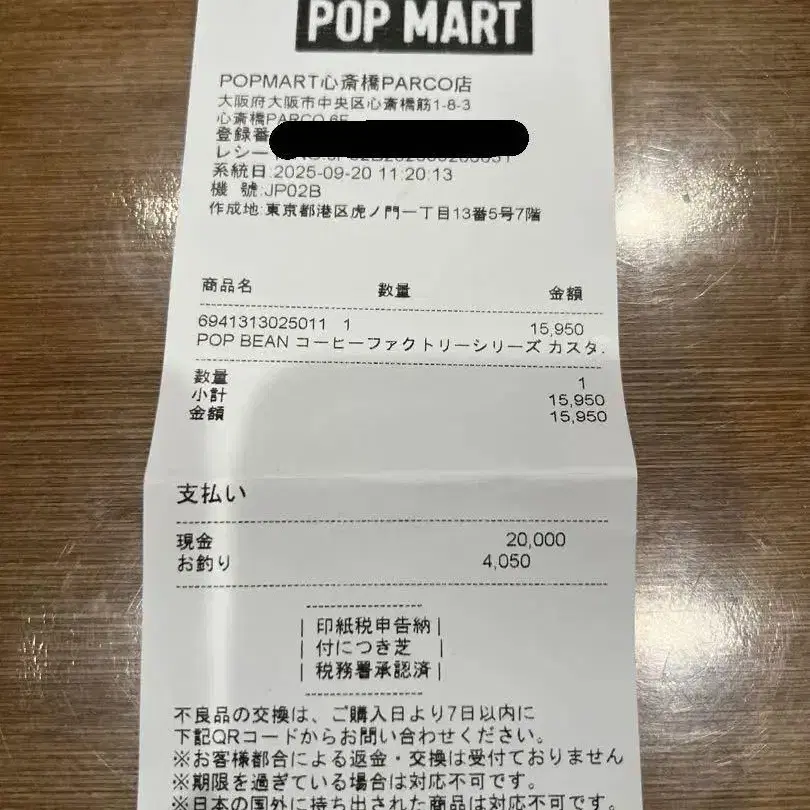 POP MART
POPMART心斎橋PARCO店
大阪府大阪市中央区心斎橋筋1-8-3
心斎橋PARCO 6F
登録番
レシー
系統日:2025-09-20 11:20:13
機 號:JP02B
作成地:東京都港区虎ノ門一丁目13番5号7階
商品名 数量 金額
6941313025011 1 15,950
POP BEAN コーヒーファクトリーシリーズ カスタ.
数量 1
小計 15,950
金額 15,950
支払い
現金 20,000
お釣り 4,050
| 印紙税申告納 |
| 付につき芝 |
| 税務署承認済 |
不良品の交換は、ご購入日より7日以内に
下記QRコードからお問い合わせください。
※お客様都合による返金・交換は受付ておりません
※期限を過ぎている場合は対応不可です。
※日本の国外に持ち出された商品は対応不可です。